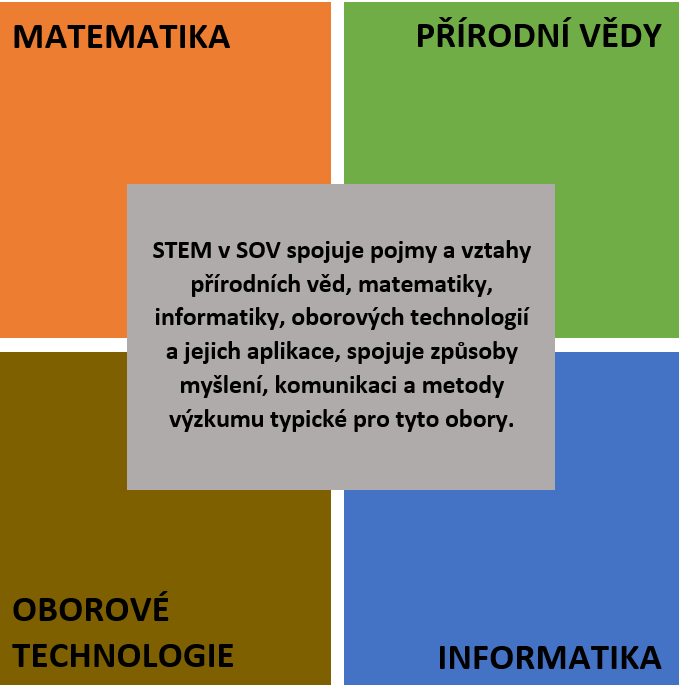 MATEMATIKA
PŘÍRODNÍ VĚDY
STEM v SOV spojuje pojmy a vztahy
přírodních věd, matematiky,
informatiky, oborových technologií
a jejich aplikace, spojuje způsoby
myšlení, komunikaci a metody
výzkumu typické pro tyto obory.
OBOROVÉ
TECHNOLOGIE
INFORMATIKA